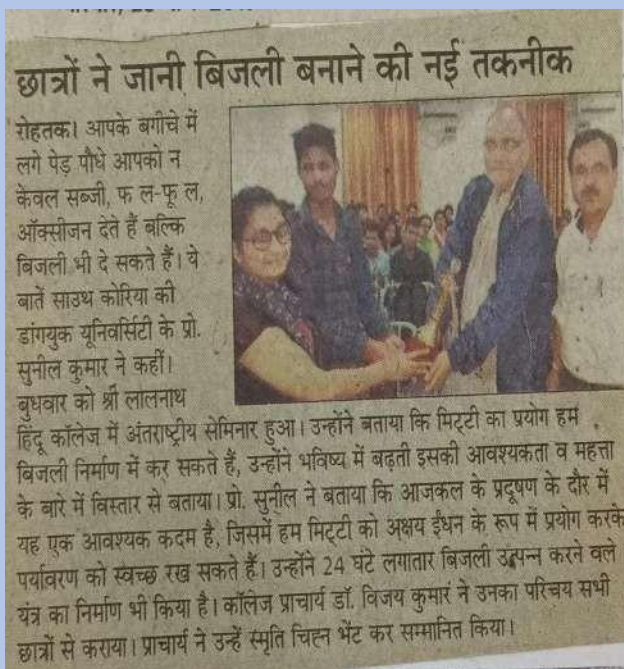 छात्रों ने जानी बिजली बनाने की नई तकनीक
रोहतक। आपके बगीचे में
लगे पेड़ पौधे आपको न
केवल सब्जी, फ ल-फू ल,
ऑक्सीजन देते हैं बल्कि
बिजली भी दे सकते हैं। ये
बातें साउथ कोरिया की
डांगयुक यूनिवर्सिटी के प्रो.
सुनील कुमार ने कहीं।
बुधवार को श्री लालनाथ
हिंदू कॉलेज में अंतराष्ट्रीय सेमिनार हुआ। उन्होंने बताया कि मिट्टी का प्रयोग हम
बिजली निर्माण में कर सकते हैं, उन्होंने भविष्य में बढ़ती इसकी आवश्यकता व महत्ता
के बारे में विस्तार से बताया। प्रो. सुनील ने बताया कि आजकल के प्रदूषण के दौर में
यह एक आवश्यक कदम है, जिसमें हम मिट्टी को अक्षय ईंधन के रूप में प्रयोग करके
पर्यावरण को स्वच्छ रख सकते हैं। उन्होंने 24 घंटे लगातार बिजली उत्पन्न करने वले
यंत्र का निर्माण भी किया है। कॉलेज प्राचार्य डॉ. विजय कुमार ने उनका परिचय सभी
छात्रों से कराया। प्राचार्य ने उन्हें स्मृति चिह्न भेंट कर सम्मानित किया।